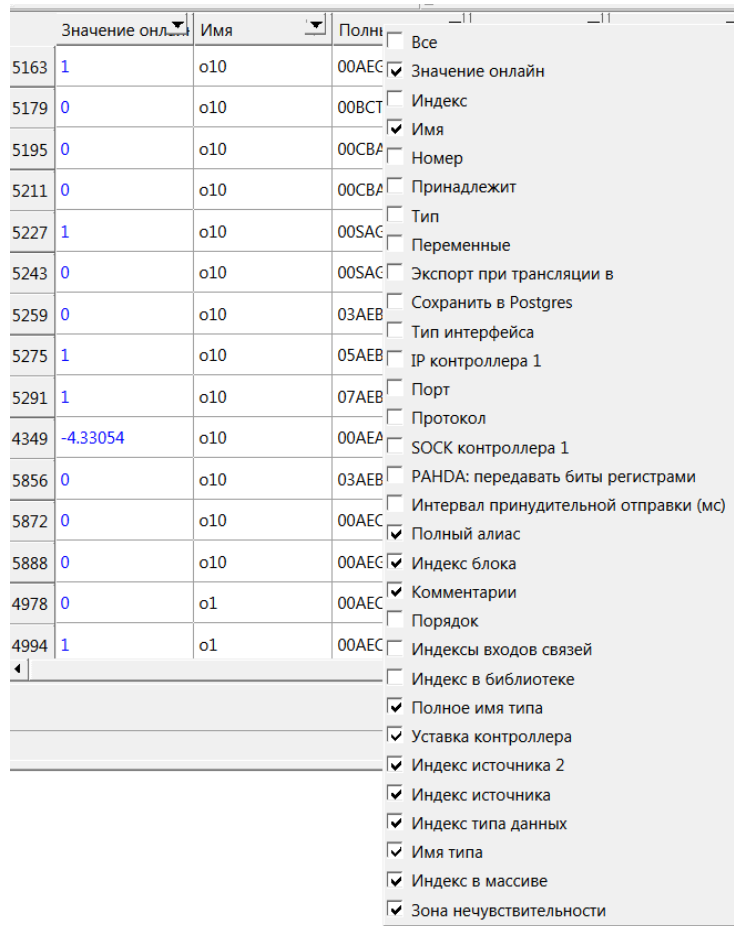 Значение онлайн Имя
5163 1 o10 00AEG
5179 0 o10 00BCT
5195 0 o10 00CBA
5211 0 o10 00CBA
5227 1 o10 00SAG
5243 0 o10 00SAG
5259 0 o10 03AEB
5275 1 o10 05AEB
5291 1 o10 07AEB
4349 -4.33054 o10 00AEA
5856 0 o10 03AEB
5872 0 o10 00AEC
5888 0 o10 00AEG
4978 0 o1 00AEC
4994 1 o1 00AEC
Все
Значение онлайн
Индекс
Имя
Номер
Принадлежит
Тип
Переменные
Экспорт при трансляции в
Сохранить в Postgres
Тип интерфейса
IP контроллера 1
Порт
Протокол
SOCK контроллера 1
PAHDA: передавать биты регистрами
Интервал принудительной отправки (мс)
Полный алиас
Индекс блока
Комментарии
Порядок
Индексы входов связей
Индекс в библиотеке
Полное имя типа
Уставка контроллера
Индекс источника 2
Индекс источника
Индекс типа данных
Имя типа
Индекс в массиве
Зона нечувствительности